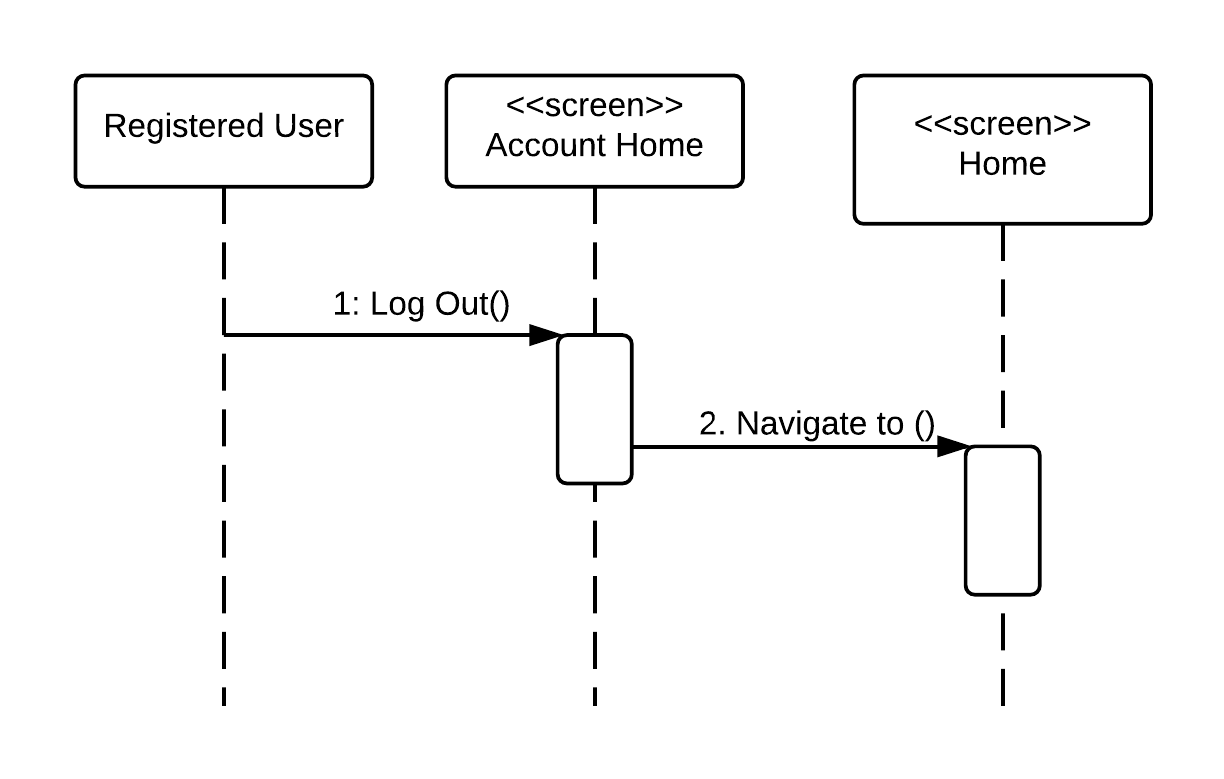 Registered User
<<screen>>
Account Home
<<screen>>
Home
1: Log Out()
2. Navigate to ()